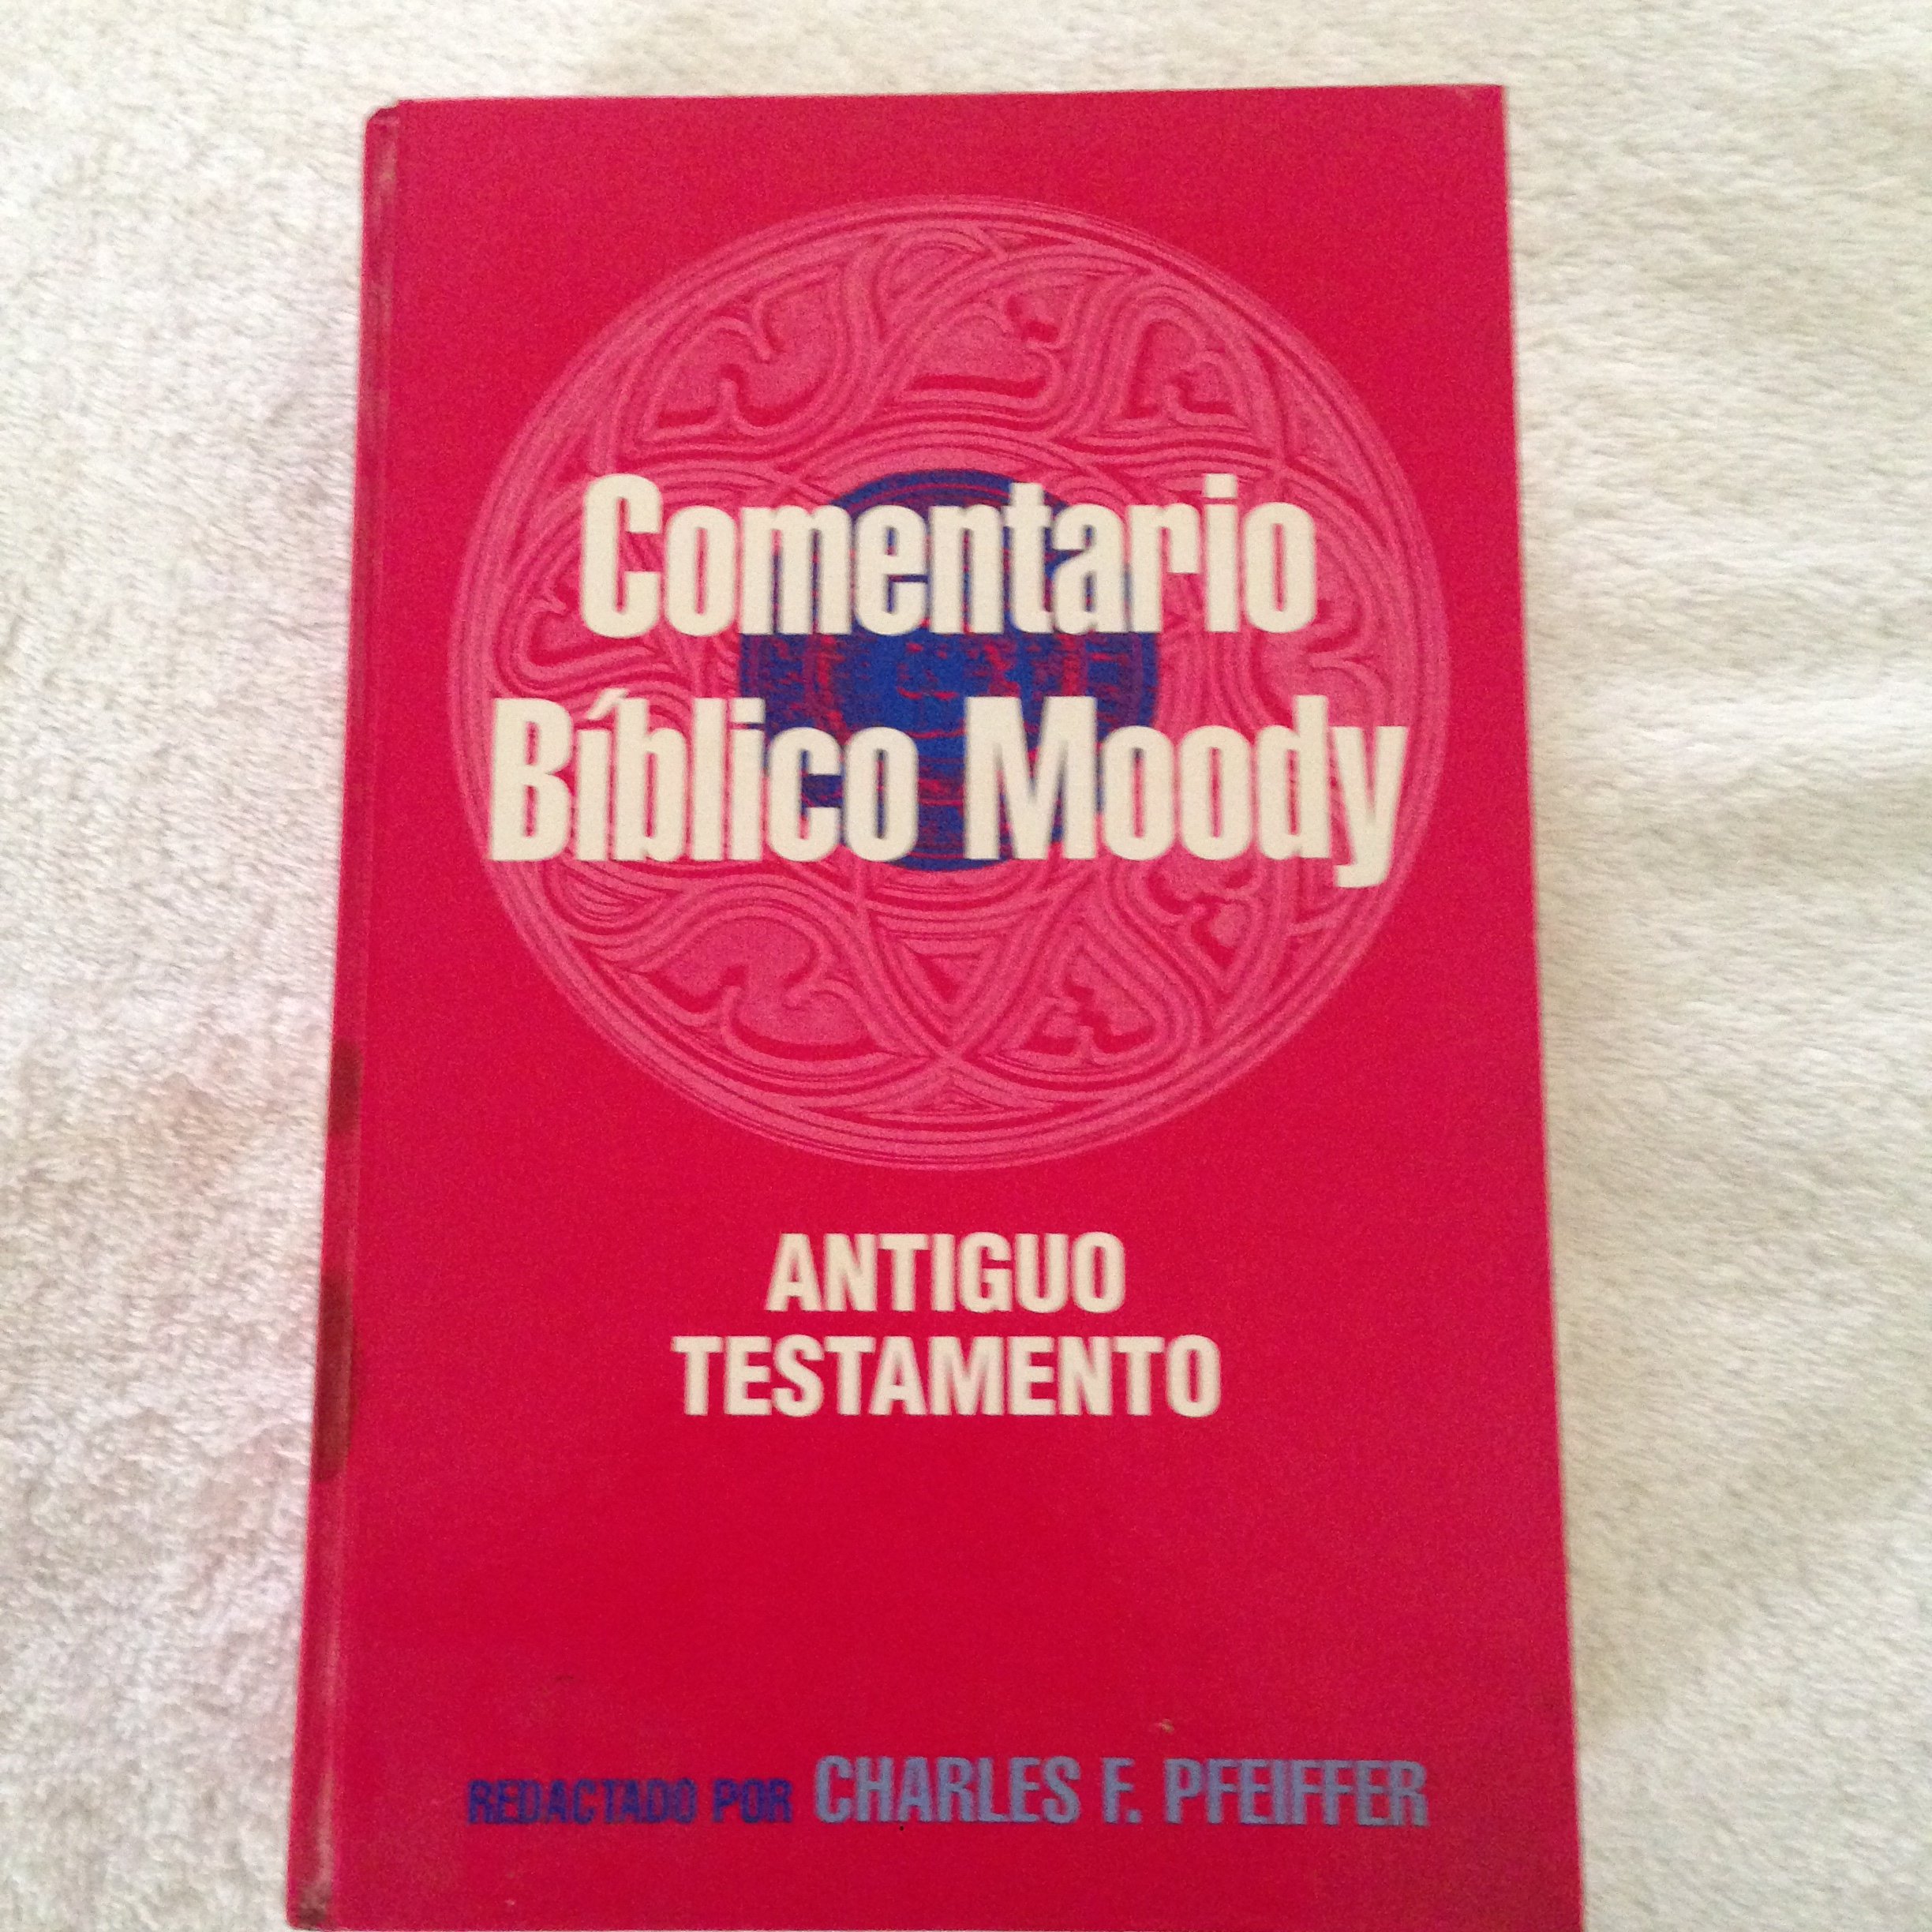 Comentario
Bíblico Moody
ANTIGUO
TESTAMENTO
REDACTADO POR CHARLES F. PFEIFFER